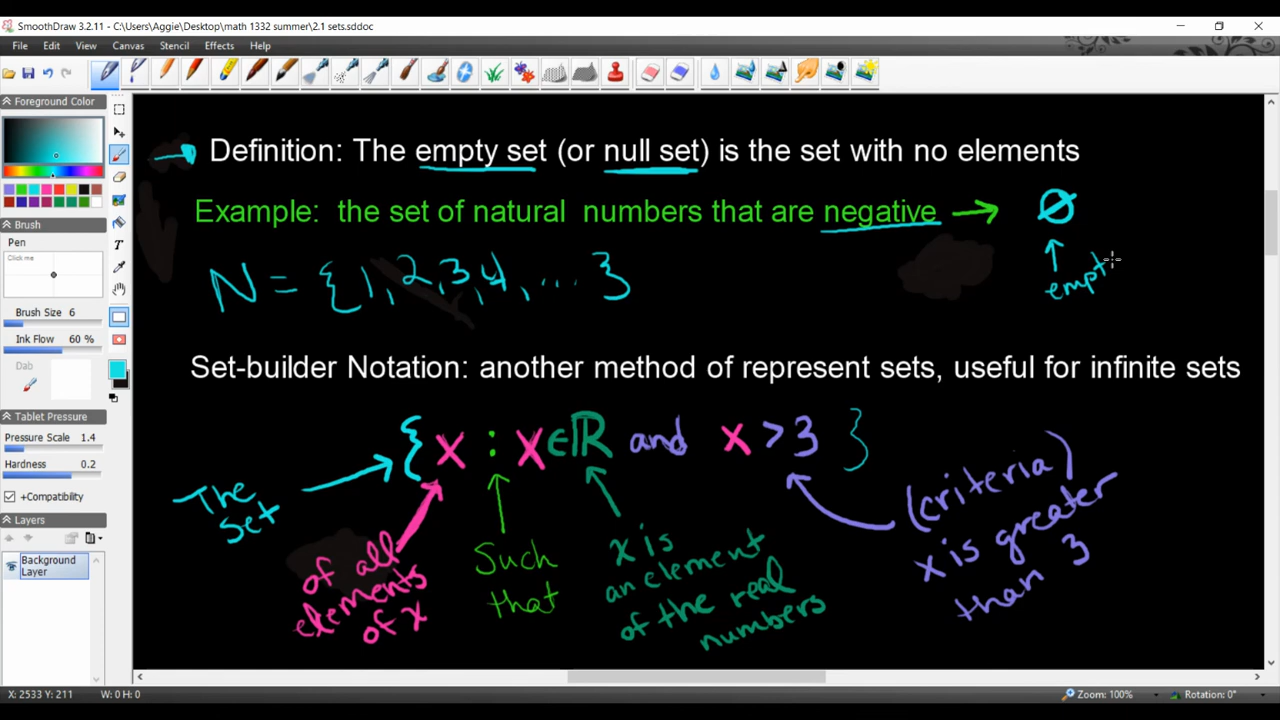 SmoothDraw 3.2.11 - C:\Users\Aggie\Desktop\math 1332 summer\2.1 sets.sddoc
File Edit View Canvas Stencil Effects Help
Foreground Color
Brush
Pen
Click me
Brush Size 6
Ink Flow 60 %
Dab
Tablet Pressure
Pressure Scale 1.4
Hardness 0.2
+Compatibility
Layers
Background Layer
Definition: The empty set (or null set) is the set with no elements
Example: the set of natural numbers that are negative → ∅
↑
empt
N = {1,2,3,4,...}
Set-builder Notation: another method of represent sets, useful for infinite sets
{x : x∈ℝ and x >3}
The
set
of all
elements
of x
Such
that
x is
an element
of the real
numbers
(criteria)
x is greater
than 3
X: 2533 Y: 211 W: 0 H: 0 Zoom: 100% Rotation: 0°